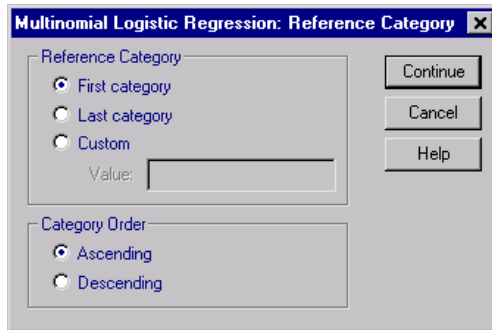 Multinomial Logistic Regression: Reference Category
Reference Category
First category
Last category
Custom
Value:
Continue
Cancel
Help
Category Order
Ascending
Descending